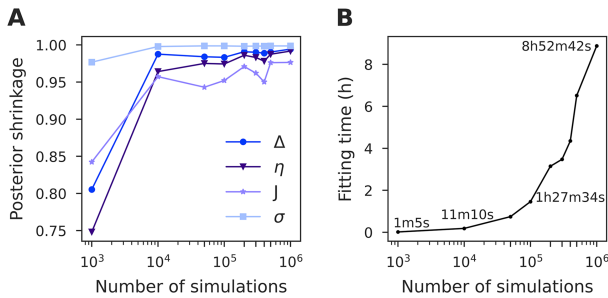 A
B
1.00
0.95
0.90
0.85
0.80
0.75
Posterior shrinkage
Δ
η
J
σ
10³ 10⁴ 10⁵ 10⁶
Number of simulations
8
6
4
2
0
Fitting time (h)
8h52m42s
1h27m34s
11m10s
1m5s
10³ 10⁴ 10⁵ 10⁶
Number of simulations